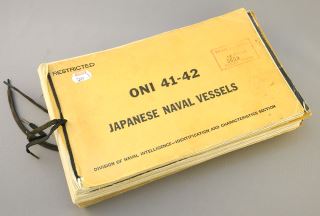 RESTRICTED
ONI 41-42
JAPANESE NAVAL VESSELS
DIVISION OF NAVAL INTELLIGENCE—IDENTIFICATION AND CHARACTERISTICS SECTION